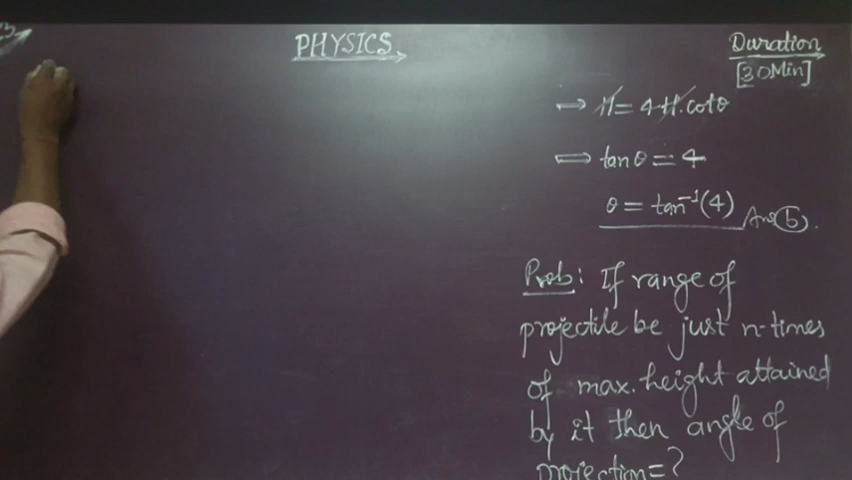 PHYSICS
Duration
[30Min]
⇒ H = 4H.cotθ
⇒ tanθ = 4
θ = tan⁻¹(4) Ans (b).
Prob: If range of
projectile be just n-times
of max. height attained
by it then angle of
projection=?